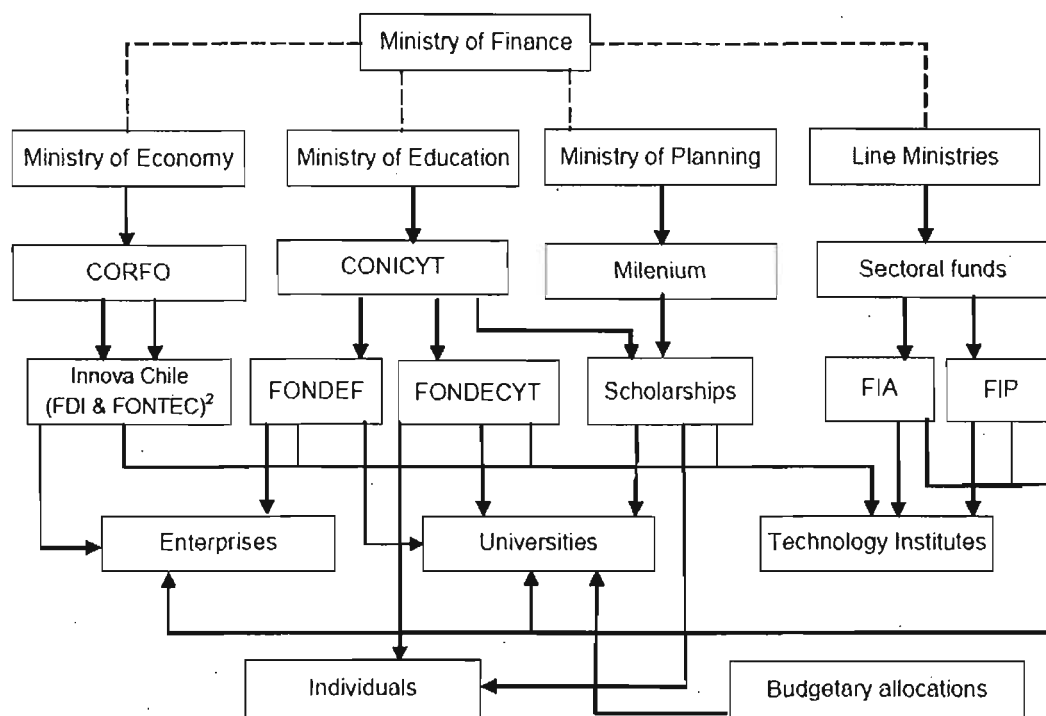 Ministry of Finance
Ministry of Economy
Ministry of Education
Ministry of Planning
Line Ministries
CORFO
CONICYT
Milenium
Sectoral funds
Innova Chile
(FDI & FONTEC)²
FONDEF
FONDECYT
Scholarships
FIA
FIP
Enterprises
Universities
Technology Institutes
Individuals
Budgetary allocations